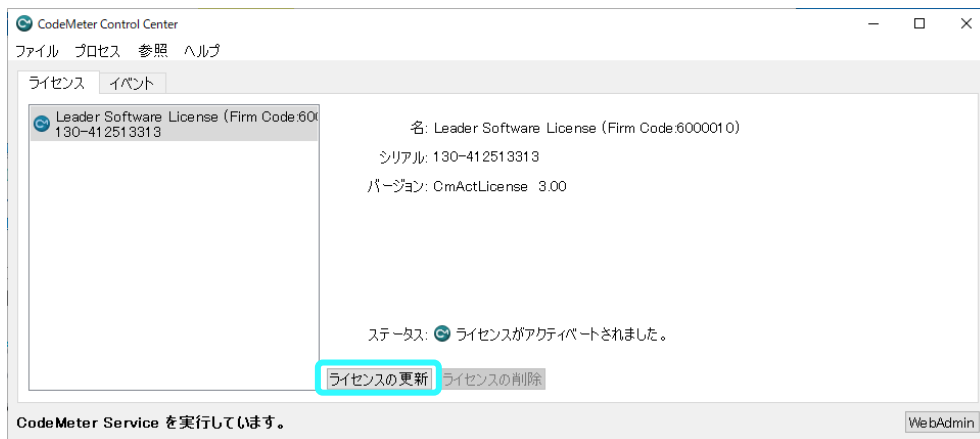 CodeMeter Control Center
ファイル プロセス 参照 ヘルプ
ライセンス イベント
Leader Software License (Firm Code:600
130-412513313
名: Leader Software License (Firm Code:6000010)
シリアル: 130-412513313
バージョン: CmActLicense 3.00
ステータス: ライセンスがアクティベートされました。
ライセンスの更新 ライセンスの削除
CodeMeter Service を実行しています。 WebAdmin